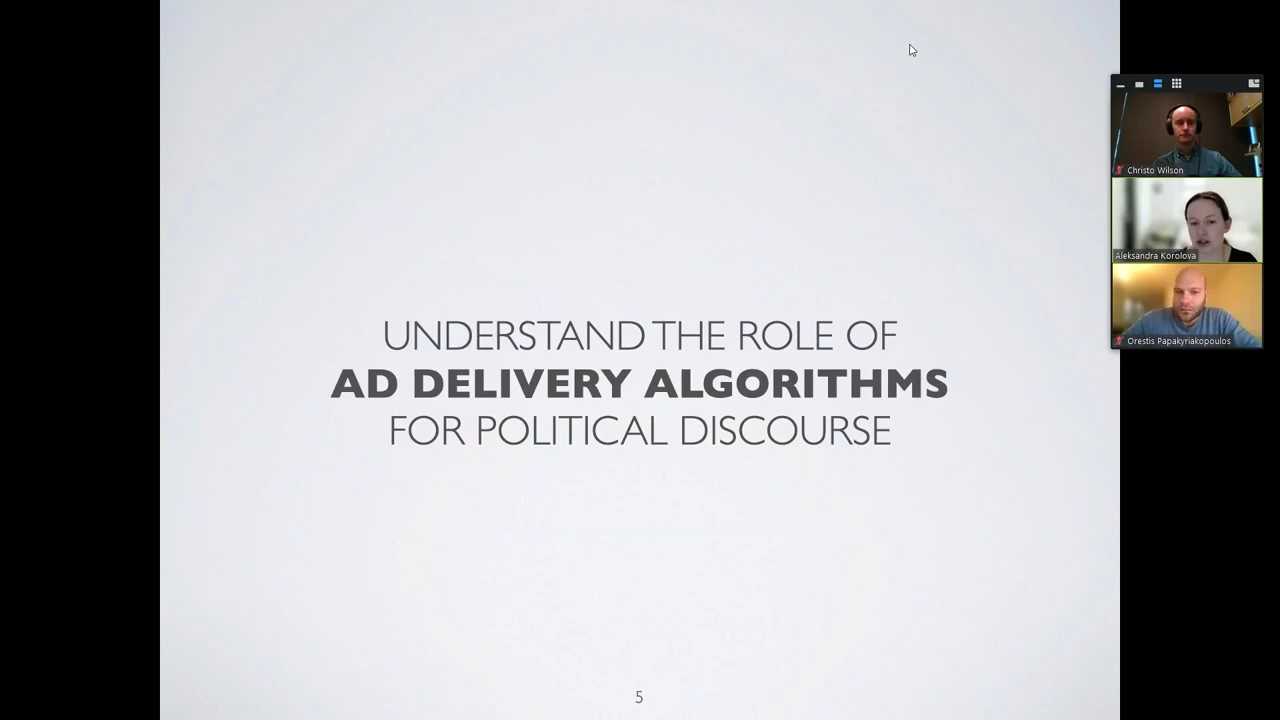 UNDERSTAND THE ROLE OF
AD DELIVERY ALGORITHMS
FOR POLITICAL DISCOURSE
5
Christo Wilson
Aleksandra Korolova
Orestis Papakyriakopoulos